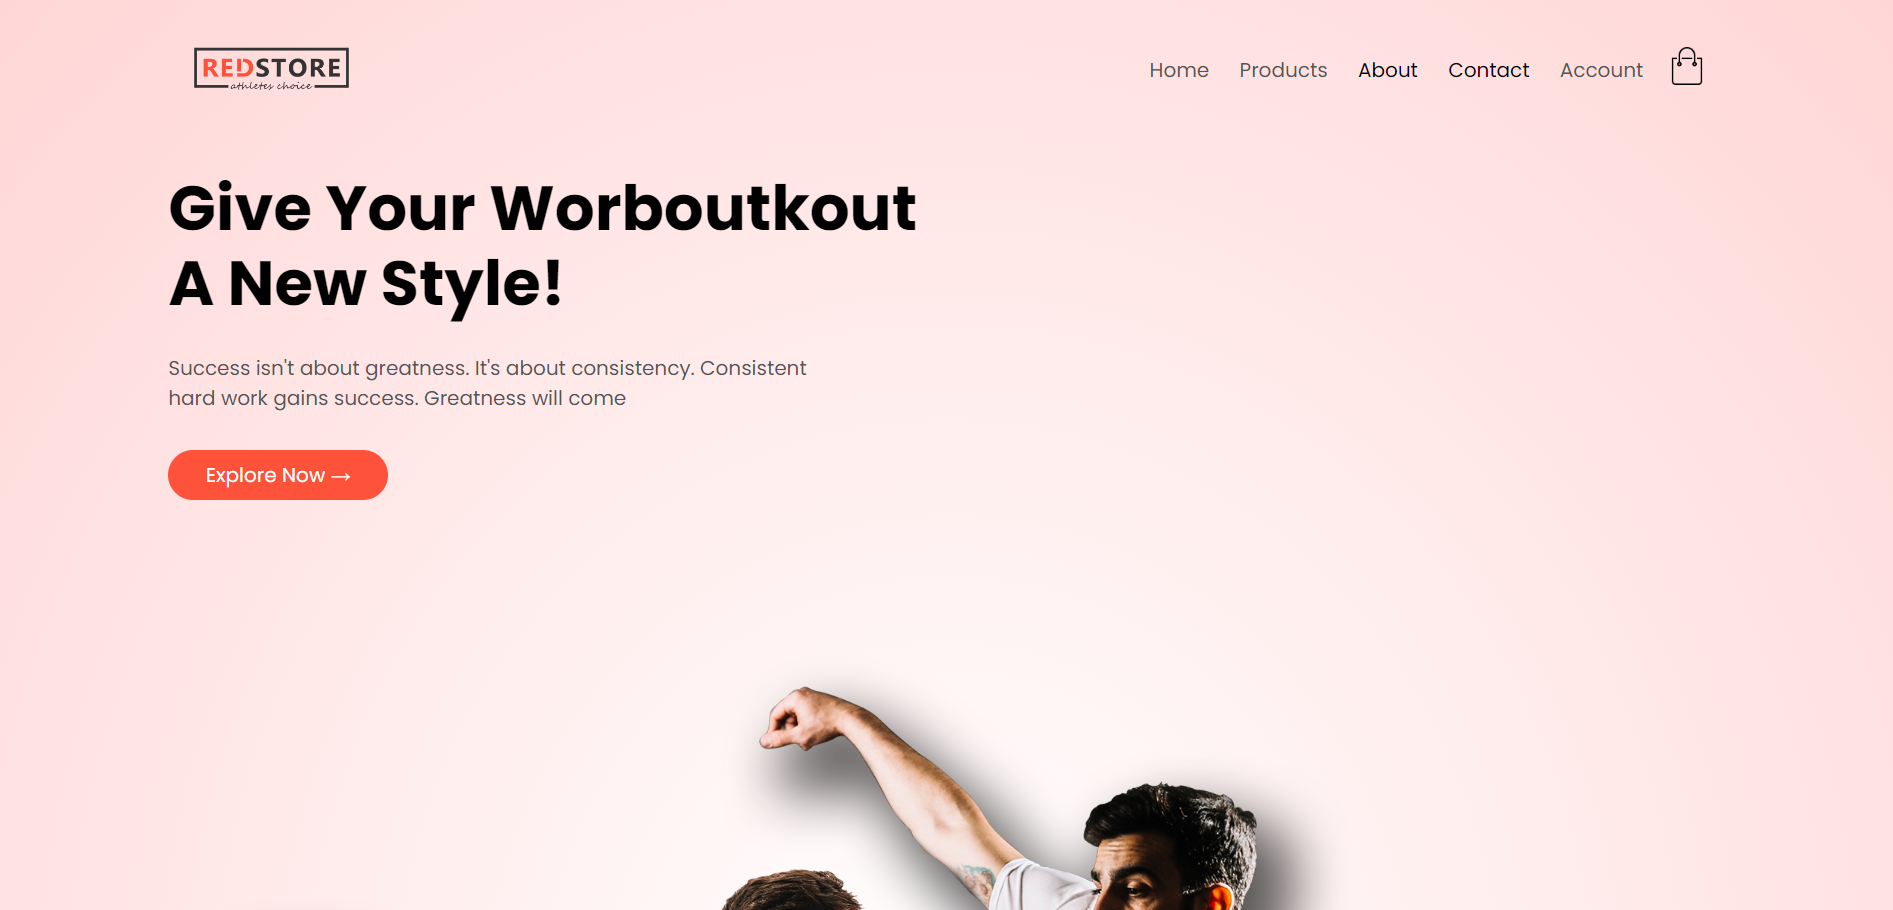 REDSTORE
athletes choice
Home Products About Contact Account
Give Your Worboutkout
A New Style!
Success isn't about greatness. It's about consistency. Consistent
hard work gains success. Greatness will come
Explore Now →